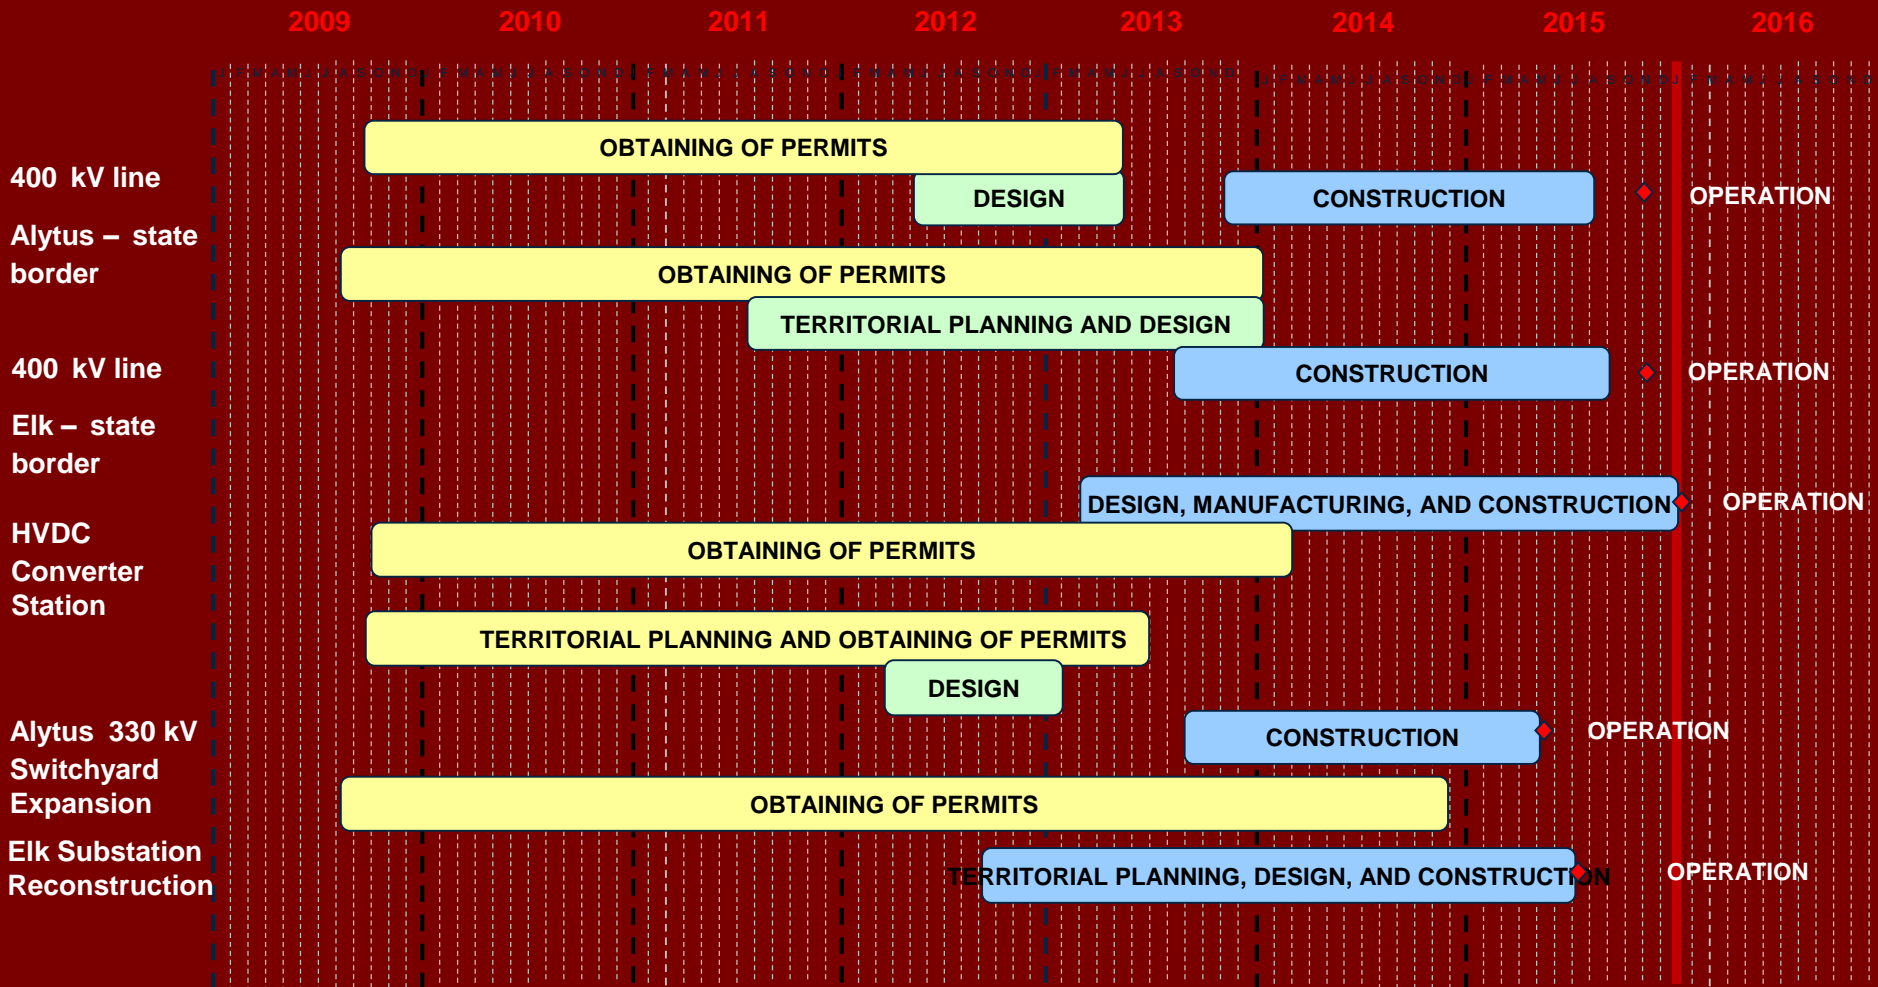 2009 2010 2011 2012 2013 2014 2015 2016
OBTAINING OF PERMITS
400 kV line
DESIGN
CONSTRUCTION
OPERATION
Alytus – state
border
OBTAINING OF PERMITS
TERRITORIAL PLANNING AND DESIGN
400 kV line
CONSTRUCTION
OPERATION
Elk – state
border
DESIGN, MANUFACTURING, AND CONSTRUCTION
OPERATION
HVDC
Converter
Station
OBTAINING OF PERMITS
TERRITORIAL PLANNING AND OBTAINING OF PERMITS
DESIGN
Alytus 330 kV
Switchyard
Expansion
CONSTRUCTION
OPERATION
OBTAINING OF PERMITS
Elk Substation
Reconstruction
TERRITORIAL PLANNING, DESIGN, AND CONSTRUCTION
OPERATION